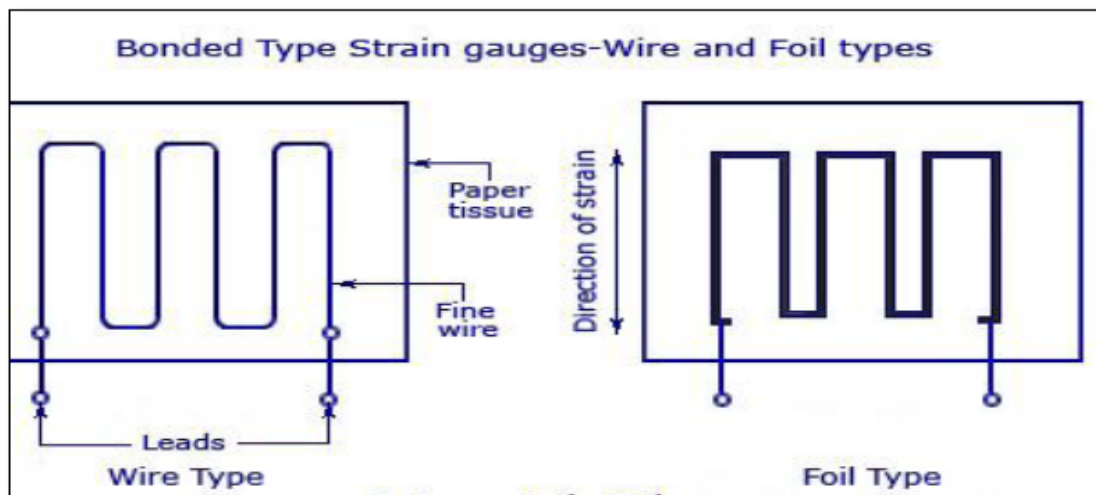 Bonded Type Strain gauges-Wire and Foil types
Paper
tissue
Fine
wire
Leads
Wire Type
Direction of strain
Foil Type